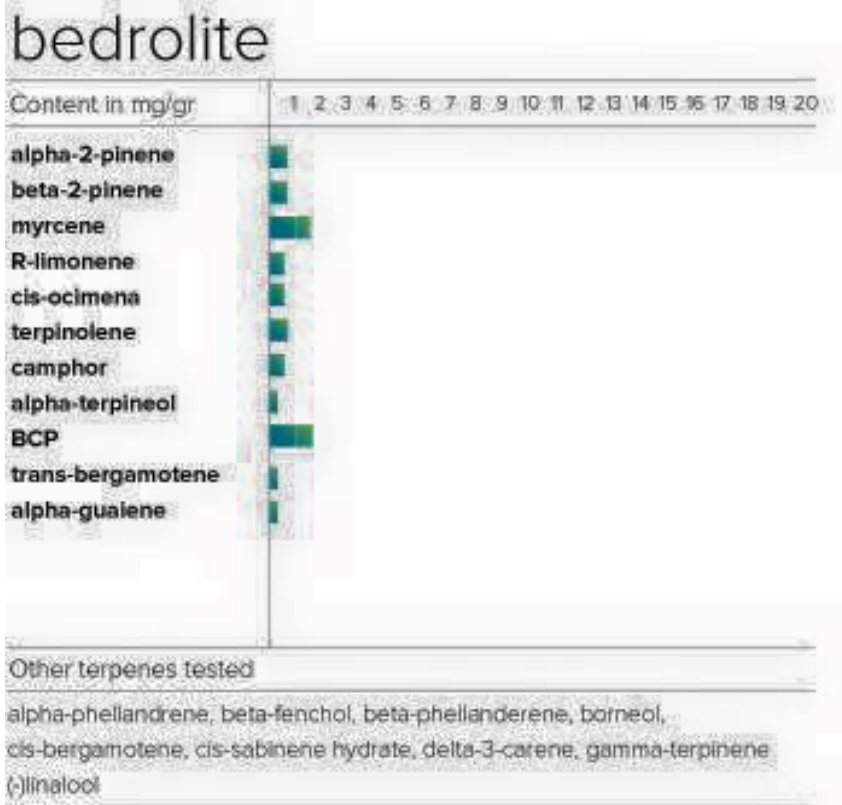 bedrolite
Content in mg/gr 1 2 3 4 5 6 7 8 9 10 11 12 13 14 15 16 17 18 19 20
alpha-2-pinene
beta-2-pinene
myrcene
R-limonene
cis-ocimena
terpinolene
camphor
alpha-terpineol
BCP
trans-bergamotene
alpha-guaiene
Other terpenes tested
alpha-phellandrene, beta-fenchol, beta-phellanderene, borneol,
cis-bergamotene, cis-sabinene hydrate, delta-3-carene, gamma-terpinene
(-)linalool